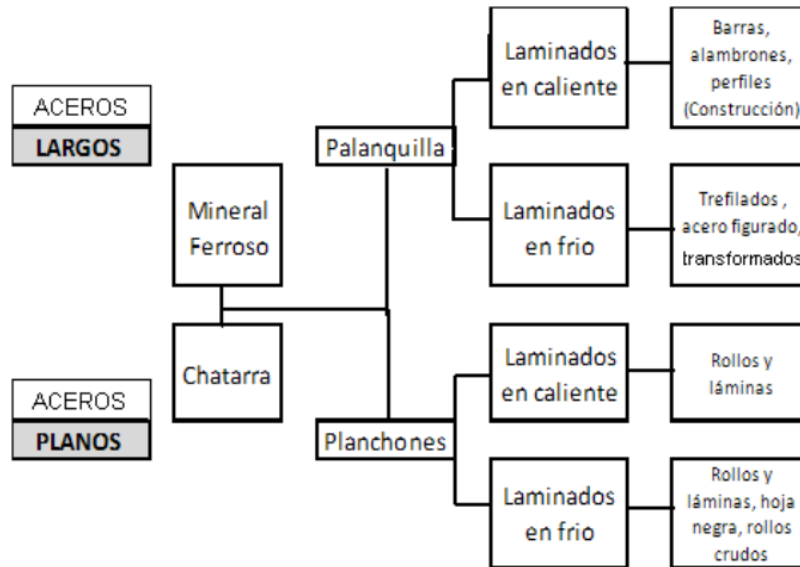 ACEROS
LARGOS
Mineral
Ferroso
Chatarra
ACEROS
PLANOS
Palanquilla
Laminados
en caliente
Barras,
alambrones,
perfiles
(Construcción)
Laminados
en frio
Trefilados ,
acero figurado,
transformados
Planchones
Laminados
en caliente
Rollos y
láminas
Laminados
en frio
Rollos y
láminas, hoja
negra, rollos
crudos